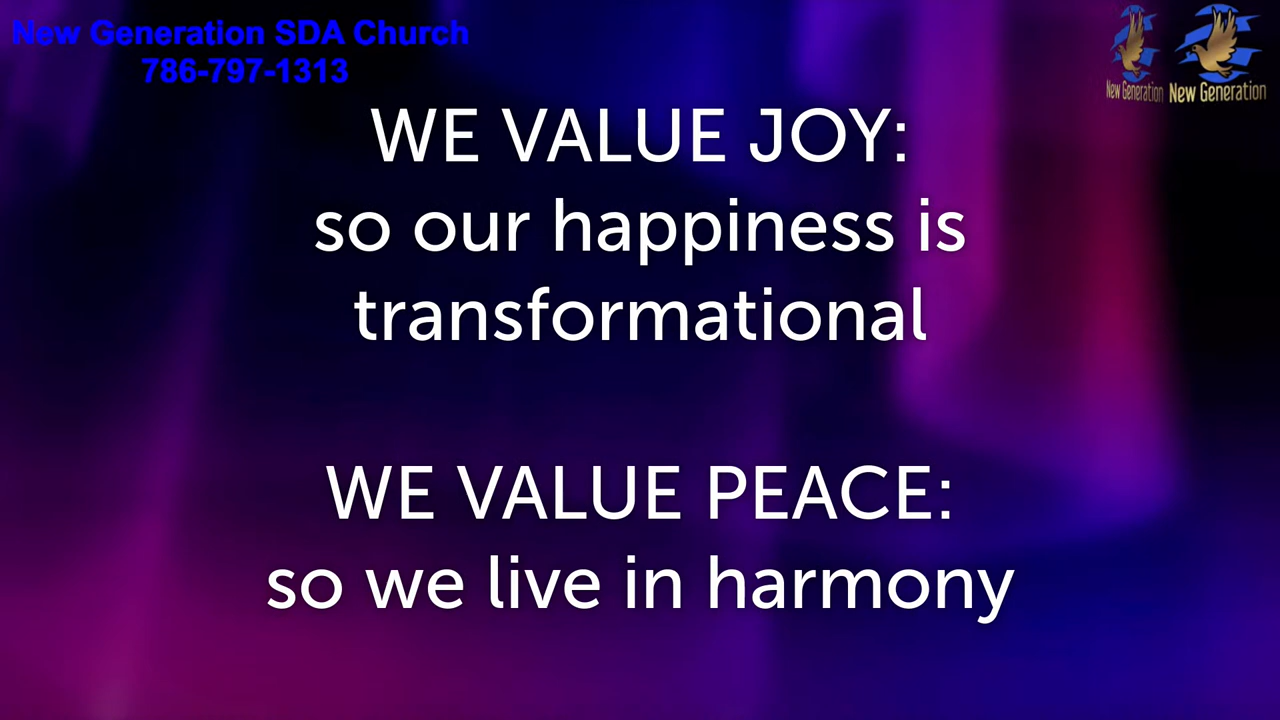 New Generation SDA Church
786-797-1313
New Generation
New Generation
WE VALUE JOY:
so our happiness is
transformational
WE VALUE PEACE:
so we live in harmony